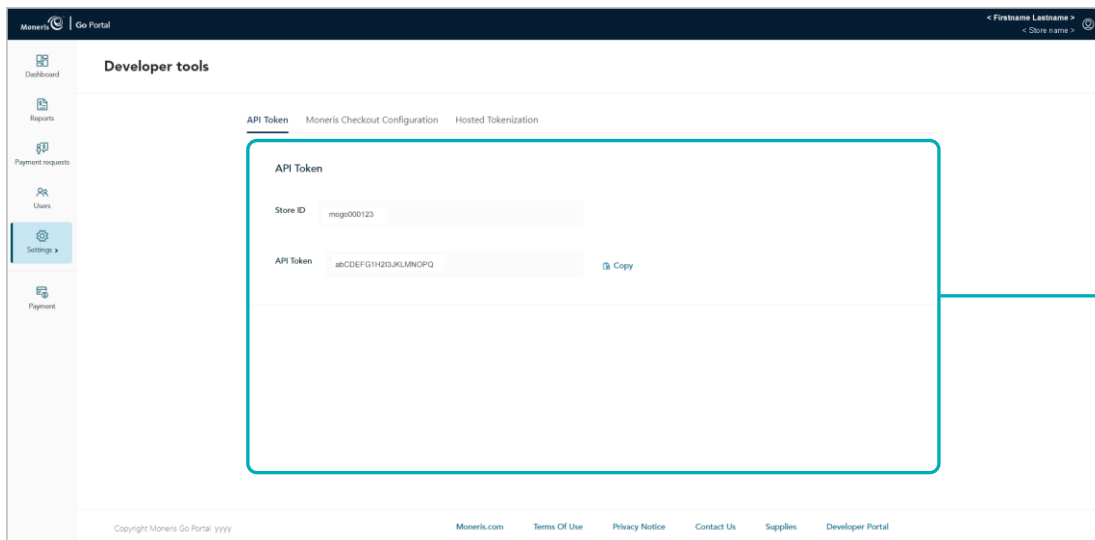 Moneris Go Portal
< Firstname Lastname >
< Store name >
Dashboard
Reports
Payment requests
Users
Settings
Payment
Developer tools
API Token Moneris Checkout Configuration Hosted Tokenization
API Token
Store ID mogo000123
API Token abCDEFG1H2I3JKLMNOPQ Copy
Copyright Moneris Go Portal yyyy Moneris.com Terms Of Use Privacy Notice Contact Us Supplies Developer Portal